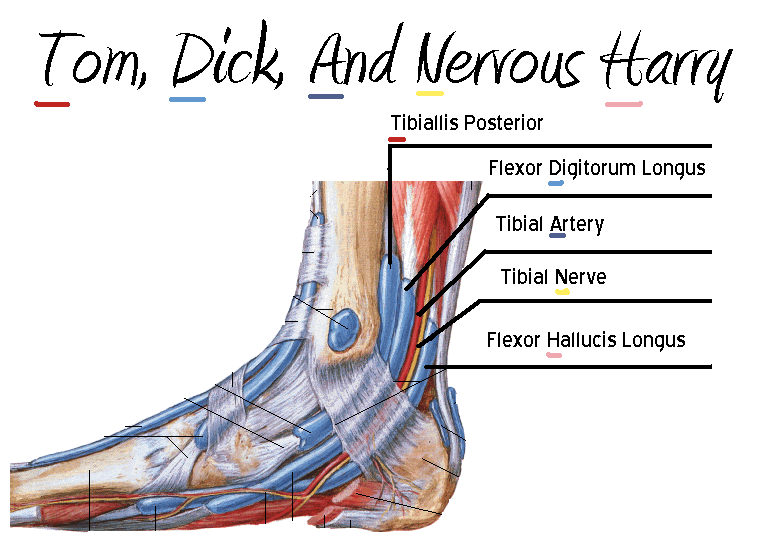 Tom, Dick, And Nervous Harry
Tibiallis Posterior
Flexor Digitorum Longus
Tibial Artery
Tibial Nerve
Flexor Hallucis Longus